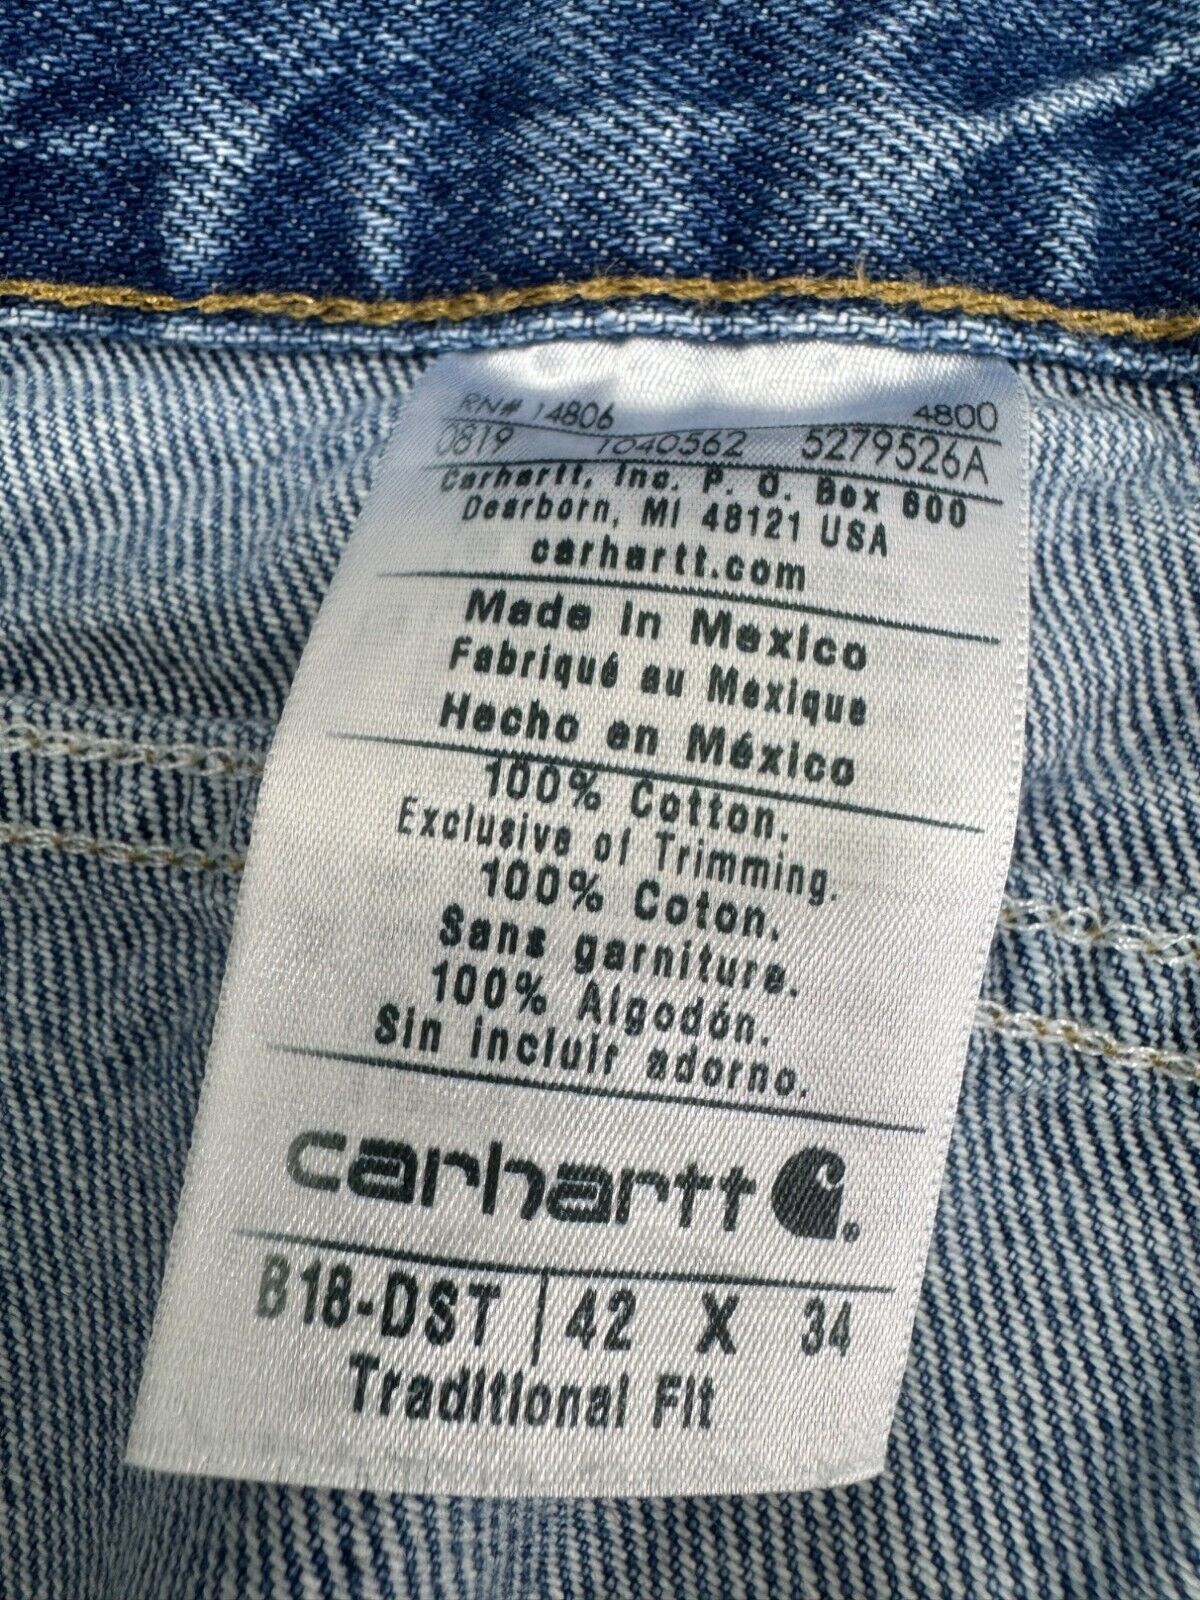 RN# 14806 4800
0819 1640562 5279526A
Carhartt, Inc. P. O. Box 600
Dearborn, MI 48121 USA
carhartt.com
Made in Mexico
Fabriqué au Mexique
Hecho en México
100% Cotton.
Exclusive of Trimming.
100% Coton.
Sans garniture.
100% Algodón.
Sin incluir adorno.
carhartt
B18-DST | 42 X 34
Traditional Fit